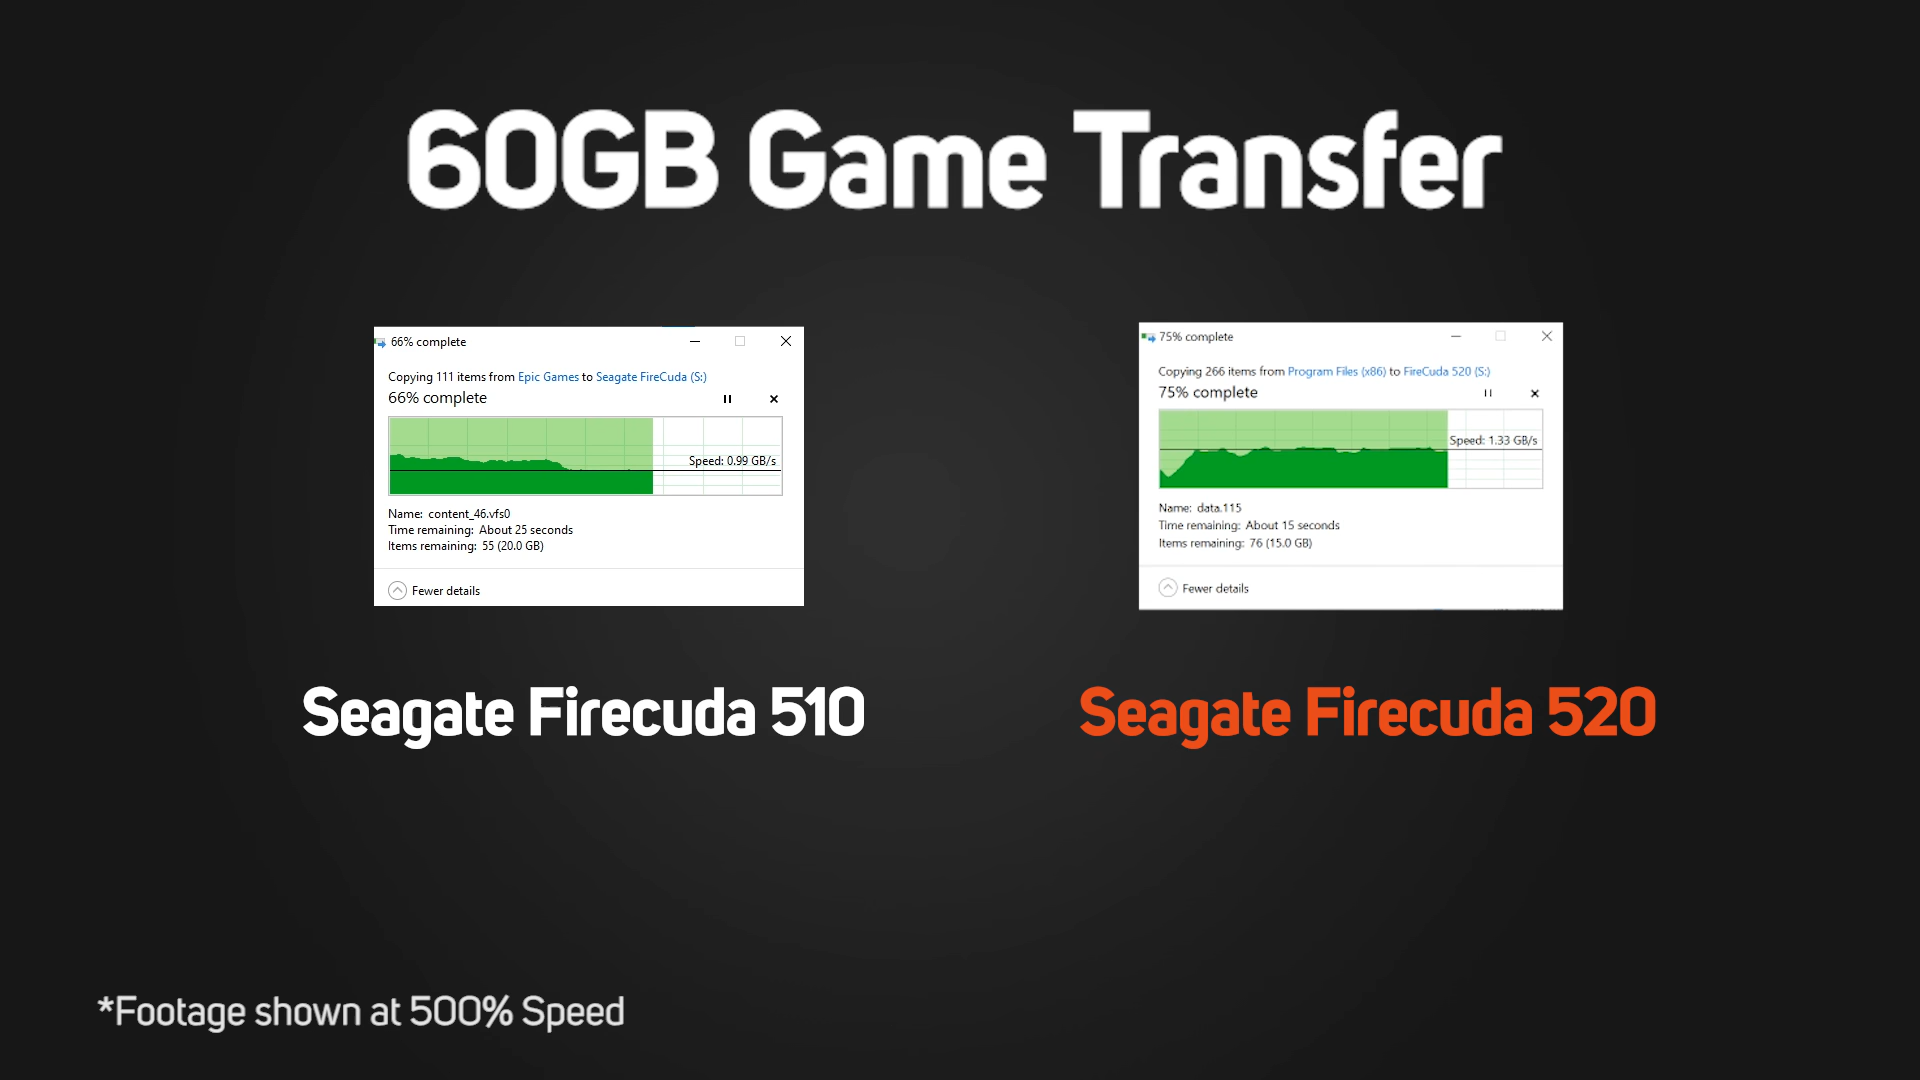 60GB Game Transfer
66% complete
Copying 111 items from Epic Games to Seagate FireCuda (S:)
66% complete
Speed: 0.99 GB/s
Name: content_46.vfs0
Time remaining: About 25 seconds
Items remaining: 55 (20.0 GB)
Fewer details
75% complete
Copying 266 items from Program Files (x86) to FireCuda 520 (S:)
75% complete
Speed: 1.33 GB/s
Name: data.115
Time remaining: About 15 seconds
Items remaining: 76 (15.0 GB)
Fewer details
Seagate Firecuda 510
Seagate Firecuda 520
*Footage shown at 500% Speed